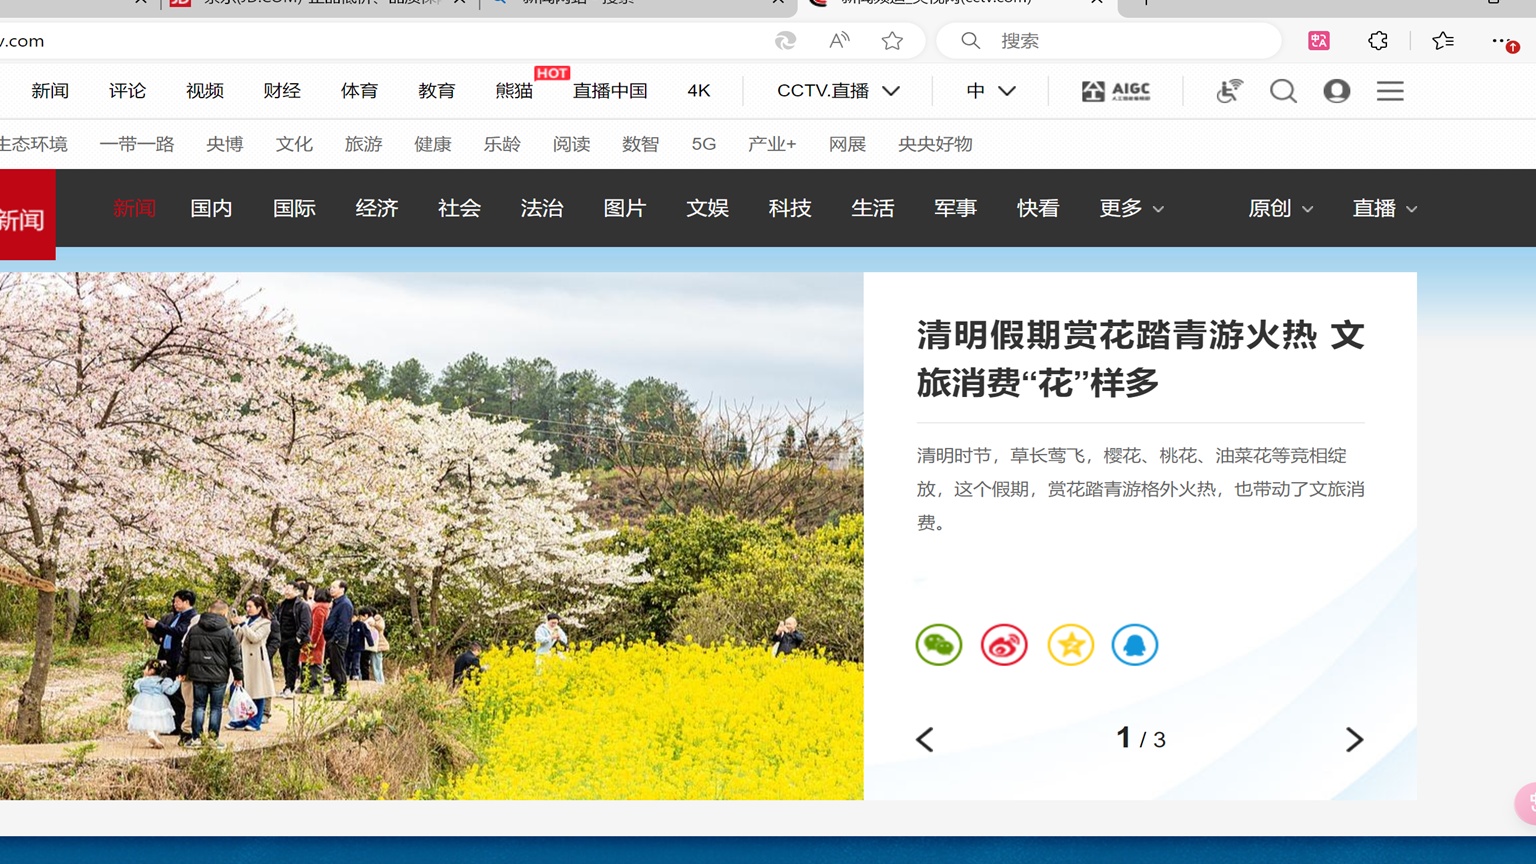 v.com
搜索
新闻 评论 视频 财经 体育 教育 熊猫 HOT 直播中国 4K CCTV.直播 中 AIGC
生态环境 一带一路 央博 文化 旅游 健康 乐龄 阅读 数智 5G 产业+ 网展 央央好物
新闻
新闻 国内 国际 经济 社会 法治 图片 文娱 科技 生活 军事 快看 更多 原创 直播
清明假期赏花踏青游火热 文
旅消费“花”样多
清明时节，草长莺飞，樱花、桃花、油菜花等竞相绽
放，这个假期，赏花踏青游格外火热，也带动了文旅消
费。
1 / 3